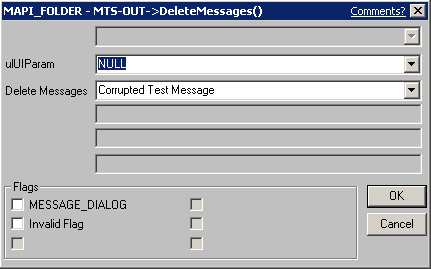 MAPI_FOLDER - MTS-OUT->DeleteMessages() Comments?
ulUIParam NULL
Delete Messages Corrupted Test Message
Flags
MESSAGE_DIALOG
Invalid Flag
OK
Cancel